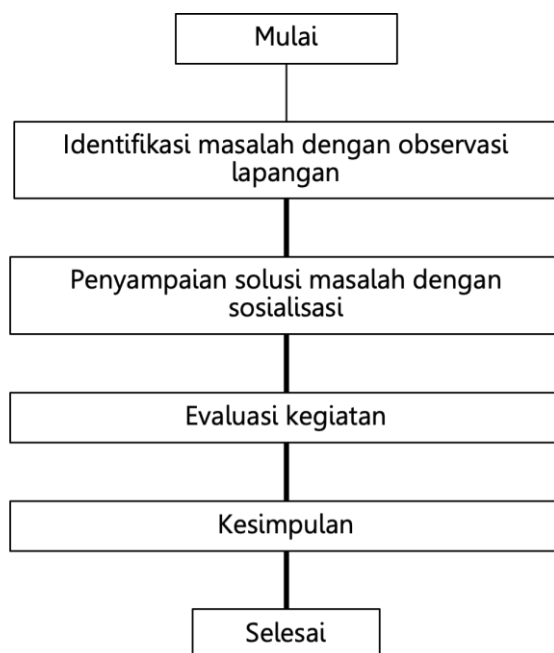 Mulai
Identifikasi masalah dengan observasi
lapangan
Penyampaian solusi masalah dengan
sosialisasi
Evaluasi kegiatan
Kesimpulan
Selesai